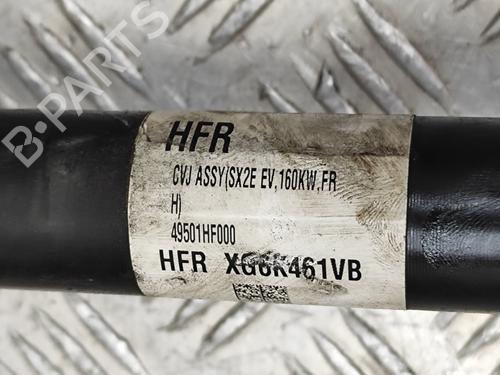 HFR
CVJ ASSY(SX2E EV,160KW,FR
H)
49501HF000
HFR XG6K461VB
B-PARTS